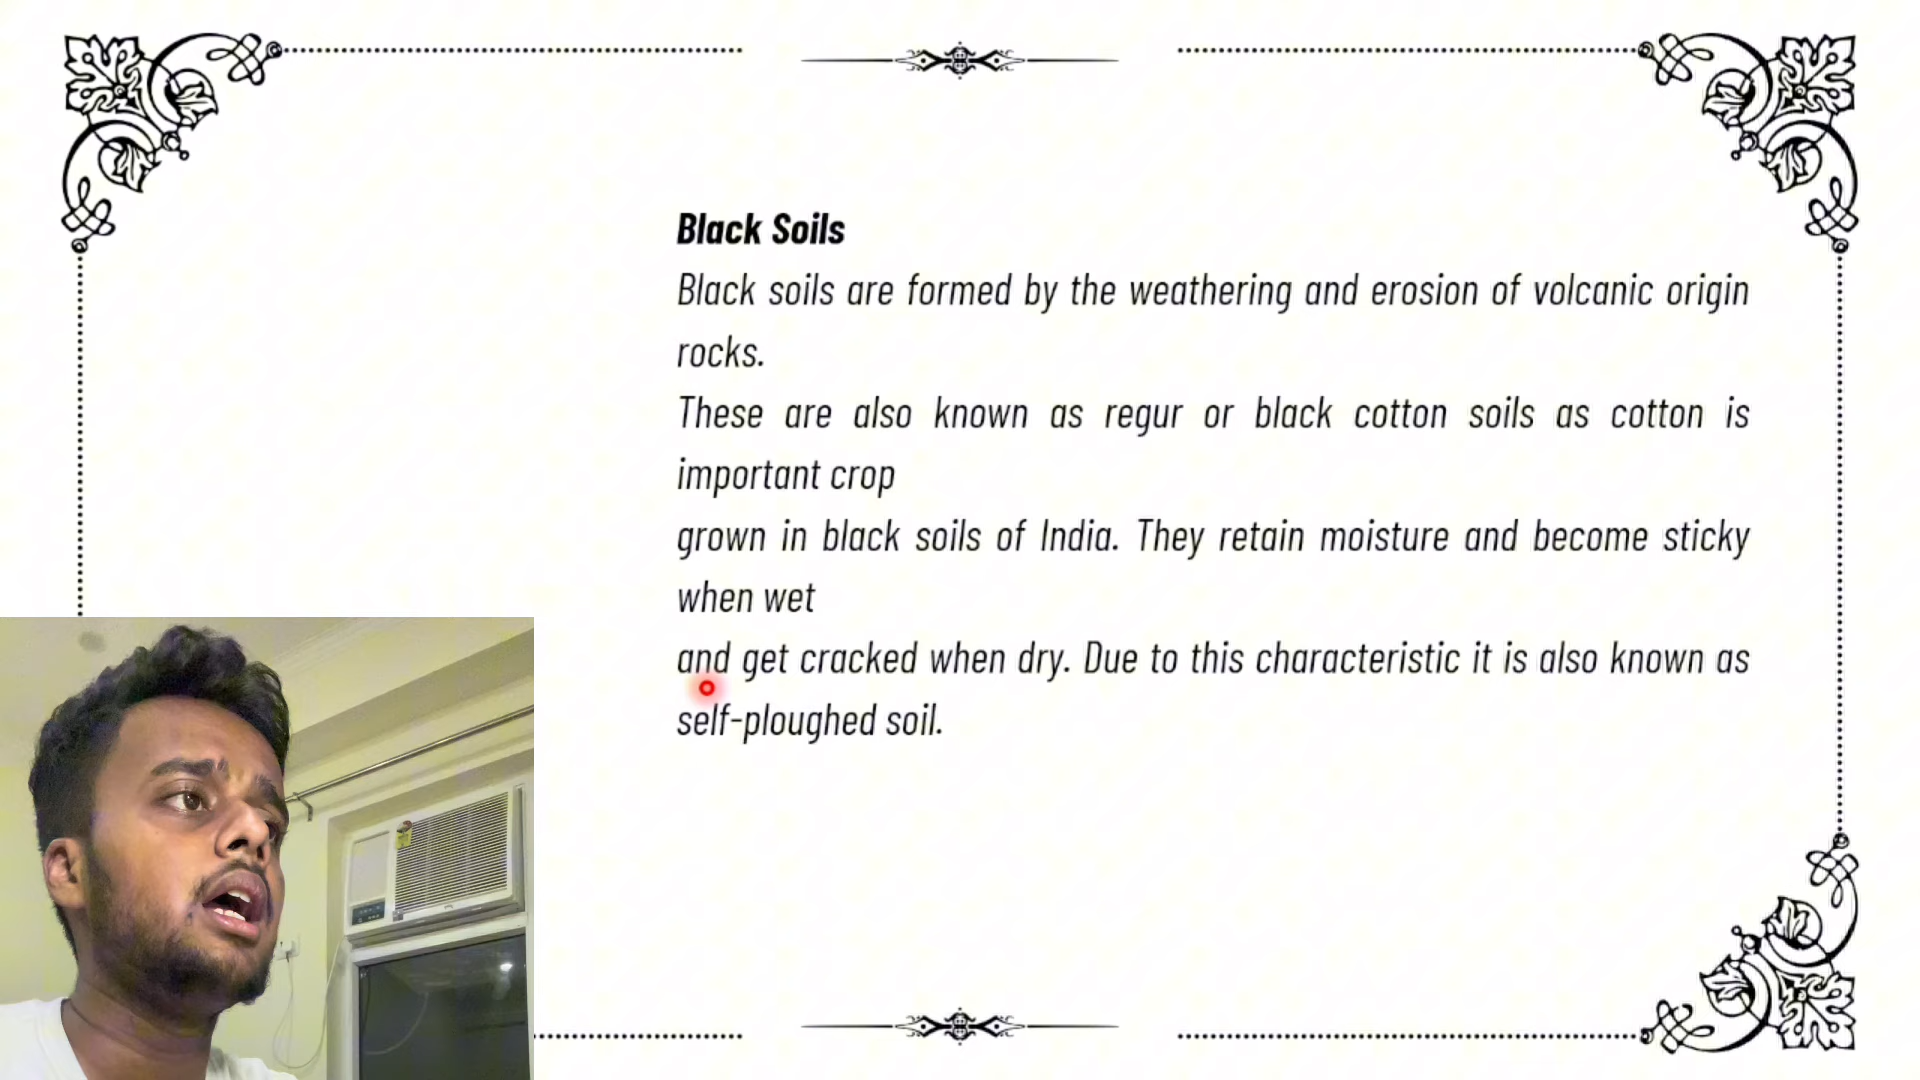 Black Soils
Black soils are formed by the weathering and erosion of volcanic origin
rocks.
These are also known as regur or black cotton soils as cotton is
important crop
grown in black soils of India. They retain moisture and become sticky
when wet
and get cracked when dry. Due to this characteristic it is also known as
self-ploughed soil.